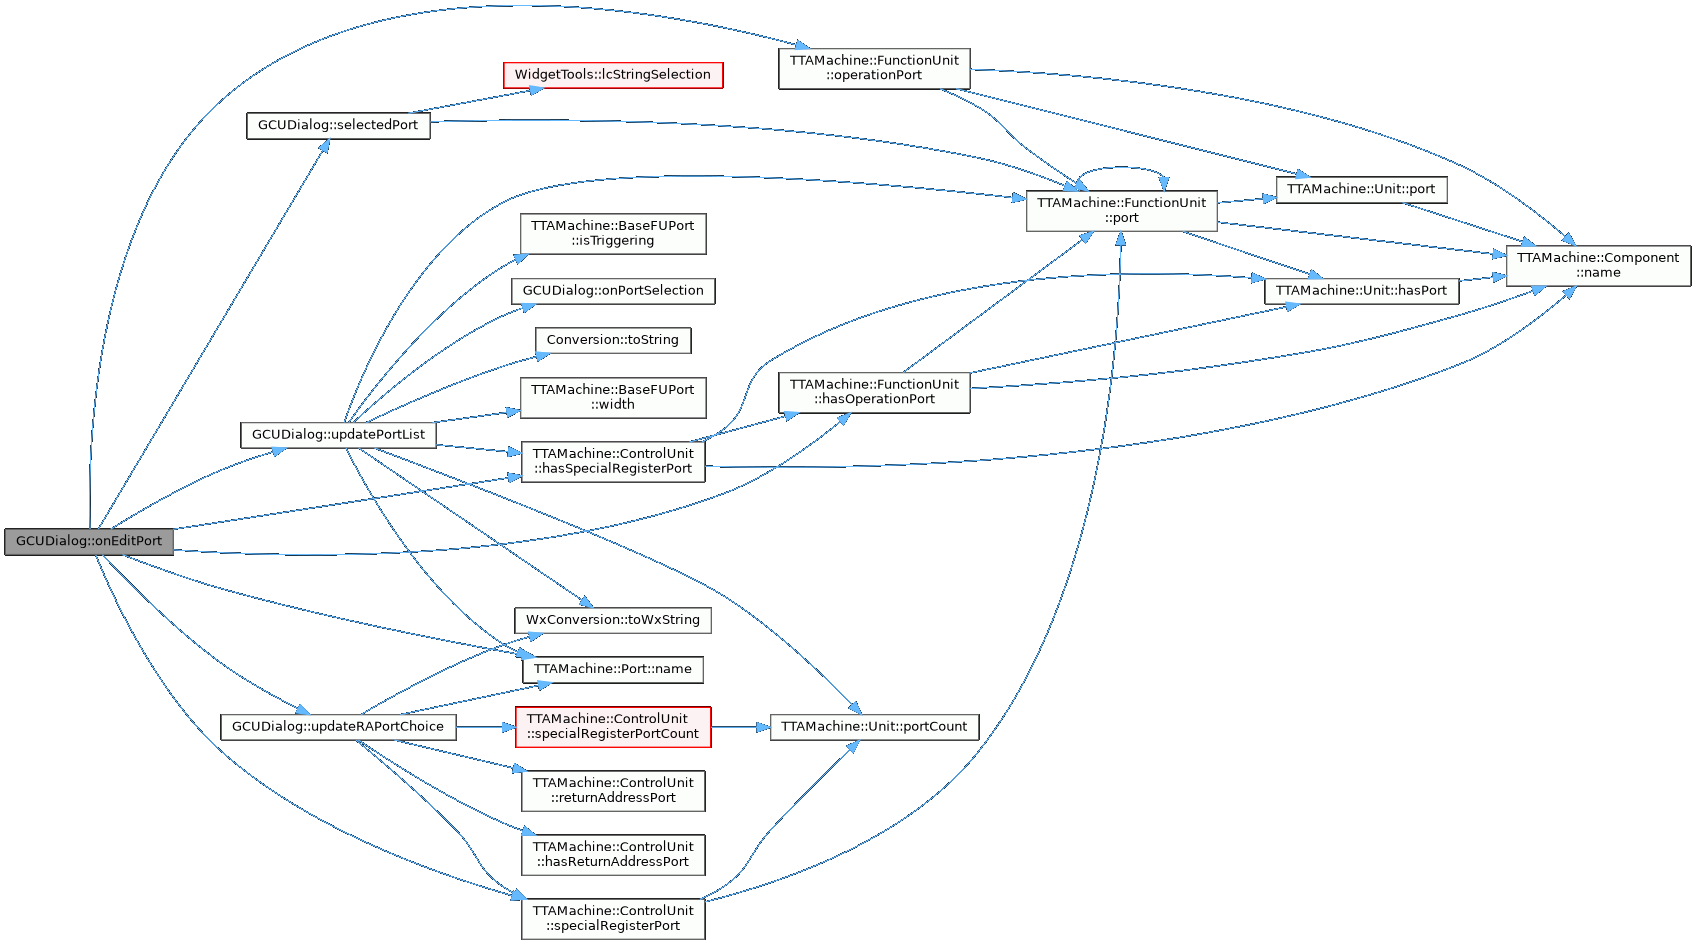 TTAMachine::FunctionUnit
::operationPort
WidgetTools::lcStringSelection
GCUDialog::selectedPort
TTAMachine::Unit::port
TTAMachine::FunctionUnit
::port
TTAMachine::BaseFUPort
::isTriggering
TTAMachine::Component
::name
GCUDialog::onPortSelection
TTAMachine::Unit::hasPort
Conversion::toString
TTAMachine::BaseFUPort
::width
TTAMachine::FunctionUnit
::hasOperationPort
GCUDialog::updatePortList
TTAMachine::ControlUnit
::hasSpecialRegisterPort
GCUDialog::onEditPort
WxConversion::toWxString
TTAMachine::Port::name
GCUDialog::updateRAPortChoice
TTAMachine::ControlUnit
::specialRegisterPortCount
TTAMachine::Unit::portCount
TTAMachine::ControlUnit
::returnAddressPort
TTAMachine::ControlUnit
::hasReturnAddressPort
TTAMachine::ControlUnit
::specialRegisterPort